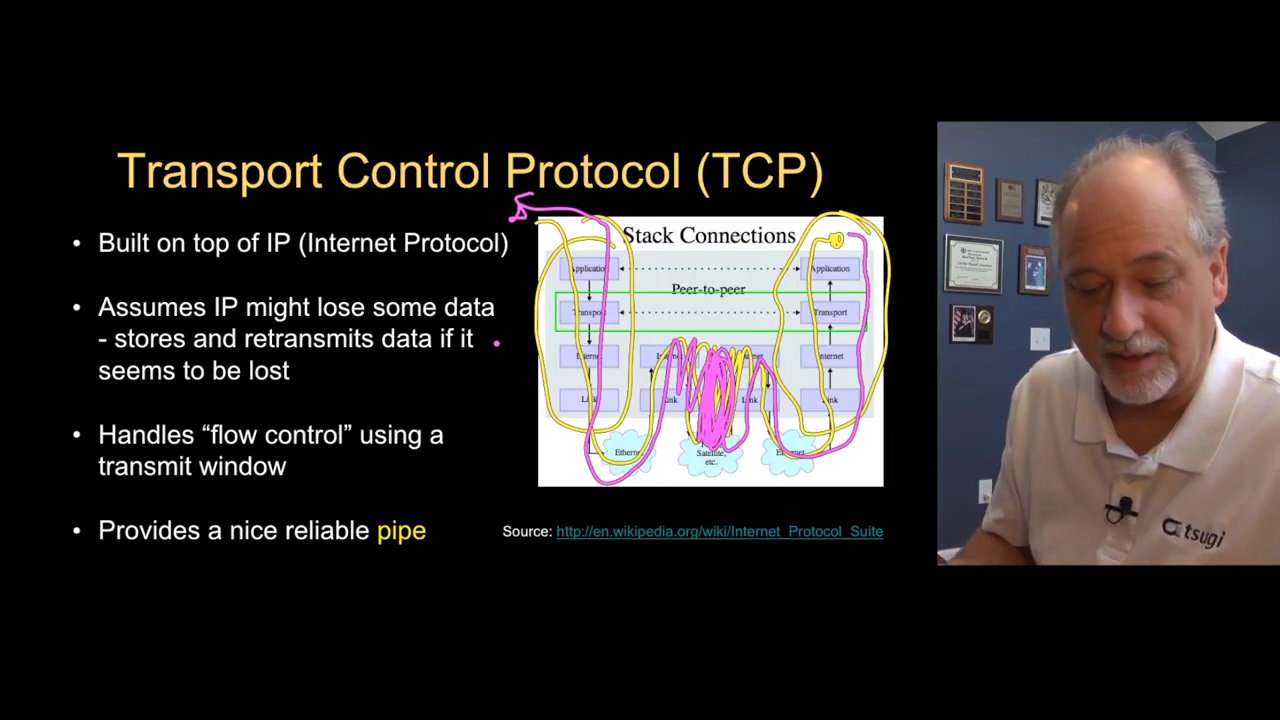 Transport Control Protocol (TCP)
• Built on top of IP (Internet Protocol)
• Assumes IP might lose some data
- stores and retransmits data if it
seems to be lost
• Handles “flow control” using a
transmit window
• Provides a nice reliable pipe
Stack Connections
Application Application
Peer-to-peer
Transport Transport
Internet Internet
Link Link
Satellite,
etc.
Source: http://en.wikipedia.org/wiki/Internet_Protocol_Suite
tsugi